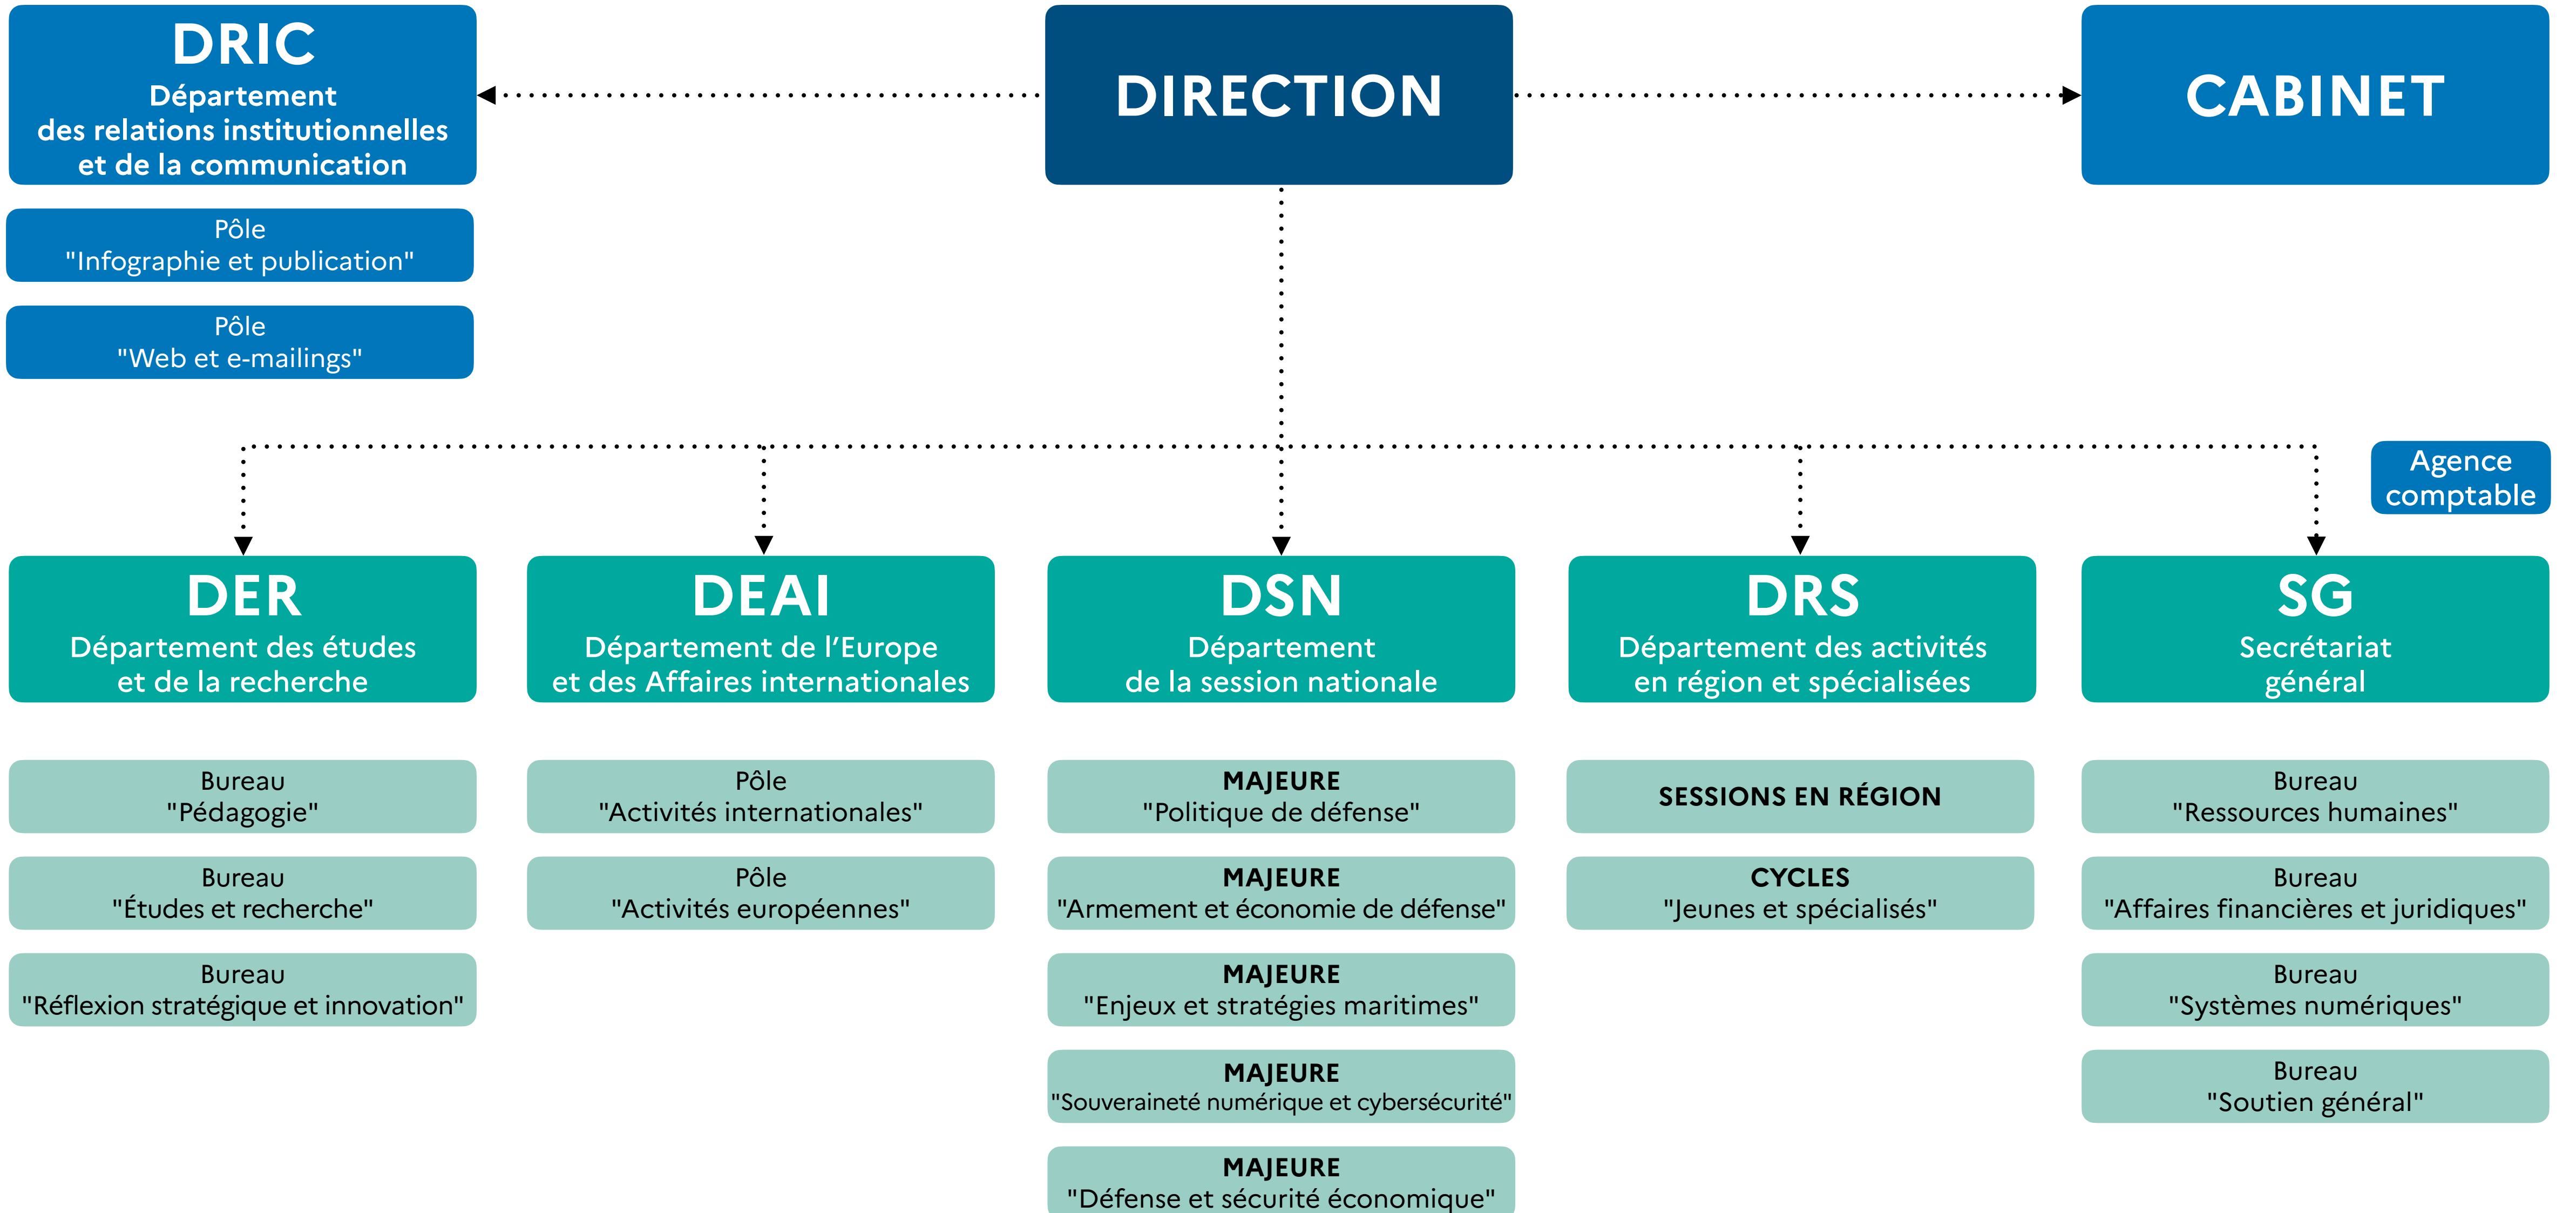 DRIC
Département
des relations institutionnelles
et de la communication
DIRECTION
CABINET
Pôle
"Infographie et publication"
Pôle
"Web et e-mailings"
Agence
comptable
DER
Département des études
et de la recherche
DEAI
Département de l’Europe
et des Affaires internationales
DSN
Département
de la session nationale
DRS
Département des activités
en région et spécialisées
SG
Secrétariat
général
Bureau
"Pédagogie"
Bureau
"Études et recherche"
Bureau
"Réflexion stratégique et innovation"
Pôle
"Activités internationales"
Pôle
"Activités européennes"
MAJEURE
"Politique de défense"
MAJEURE
"Armement et économie de défense"
MAJEURE
"Enjeux et stratégies maritimes"
MAJEURE
"Souveraineté numérique et cybersécurité"
MAJEURE
"Défense et sécurité économique"
SESSIONS EN RÉGION
CYCLES
"Jeunes et spécialisés"
Bureau
"Ressources humaines"
Bureau
"Affaires financières et juridiques"
Bureau
"Systèmes numériques"
Bureau
"Soutien général"